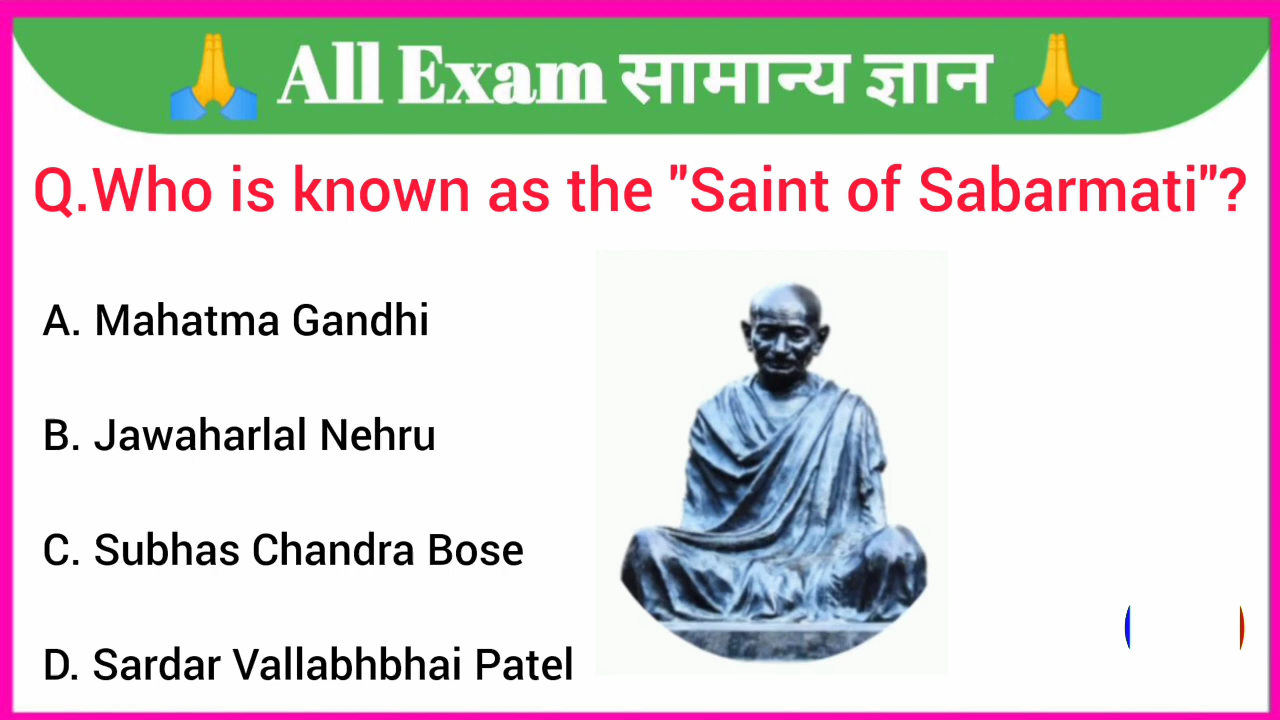 🙏 All Exam सामान्य ज्ञान 🙏
Q.Who is known as the "Saint of Sabarmati"?
A. Mahatma Gandhi
B. Jawaharlal Nehru
C. Subhas Chandra Bose
D. Sardar Vallabhbhai Patel